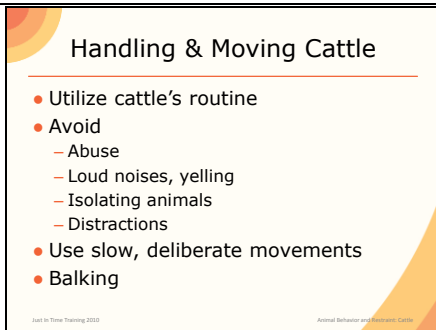 Handling & Moving Cattle
● Utilize cattle's routine
● Avoid
– Abuse
– Loud noises, yelling
– Isolating animals
– Distractions
● Use slow, deliberate movements
● Balking
Just In Time Training 2010
Animal Behavior and Restraint: Cattle